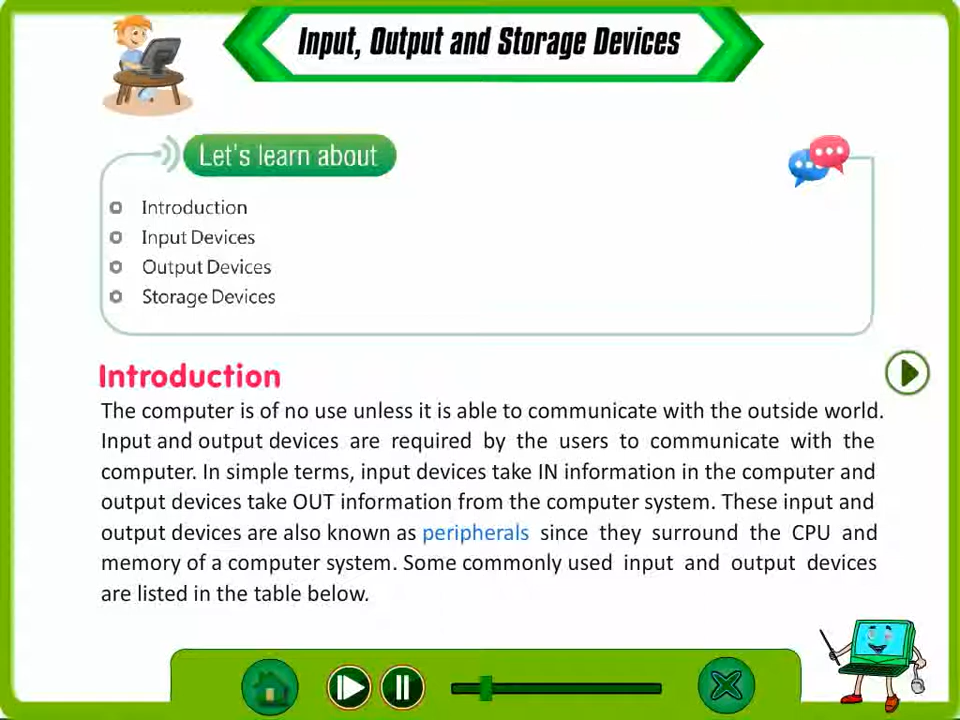 Input, Output and Storage Devices
Let's learn about
Introduction
Input Devices
Output Devices
Storage Devices
Introduction
The computer is of no use unless it is able to communicate with the outside world.
Input and output devices are required by the users to communicate with the
computer. In simple terms, input devices take IN information in the computer and
output devices take OUT information from the computer system. These input and
output devices are also known as peripherals since they surround the CPU and
memory of a computer system. Some commonly used input and output devices
are listed in the table below.